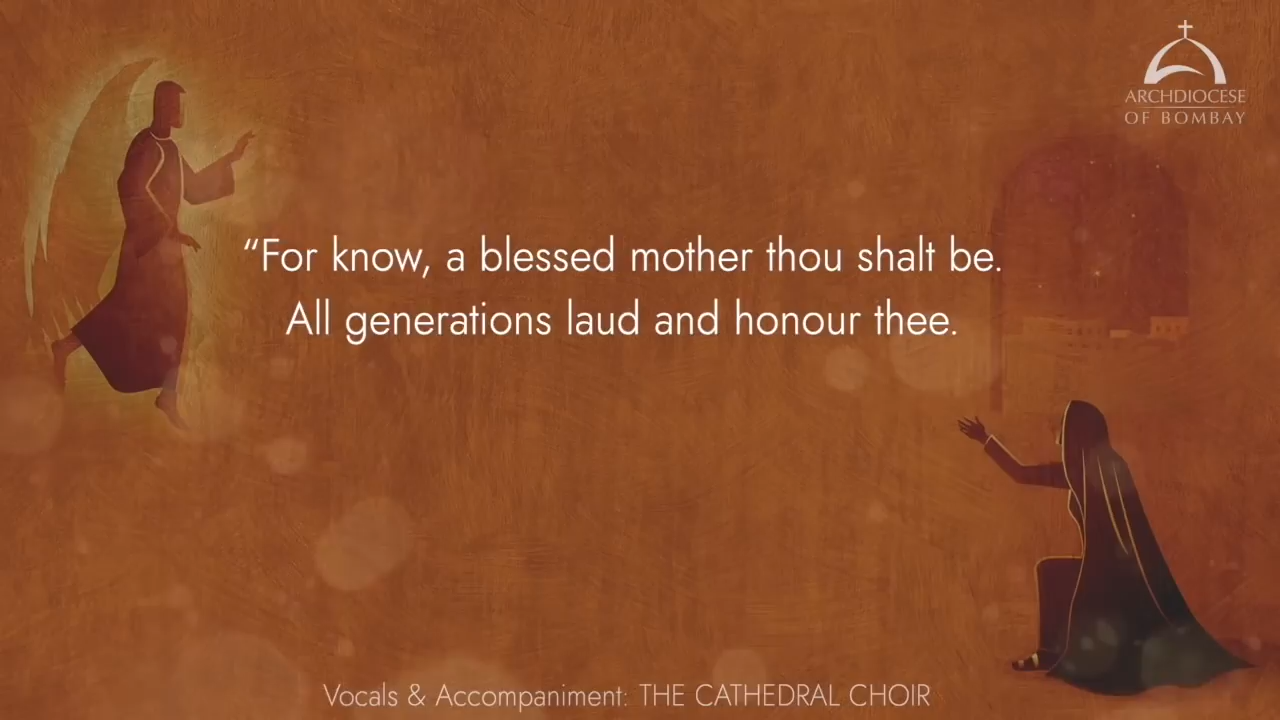 ARCHDIOCESE
OF BOMBAY
“For know, a blessed mother thou shalt be.
All generations laud and honour thee.
Vocals & Accompaniment: THE CATHEDRAL CHOIR